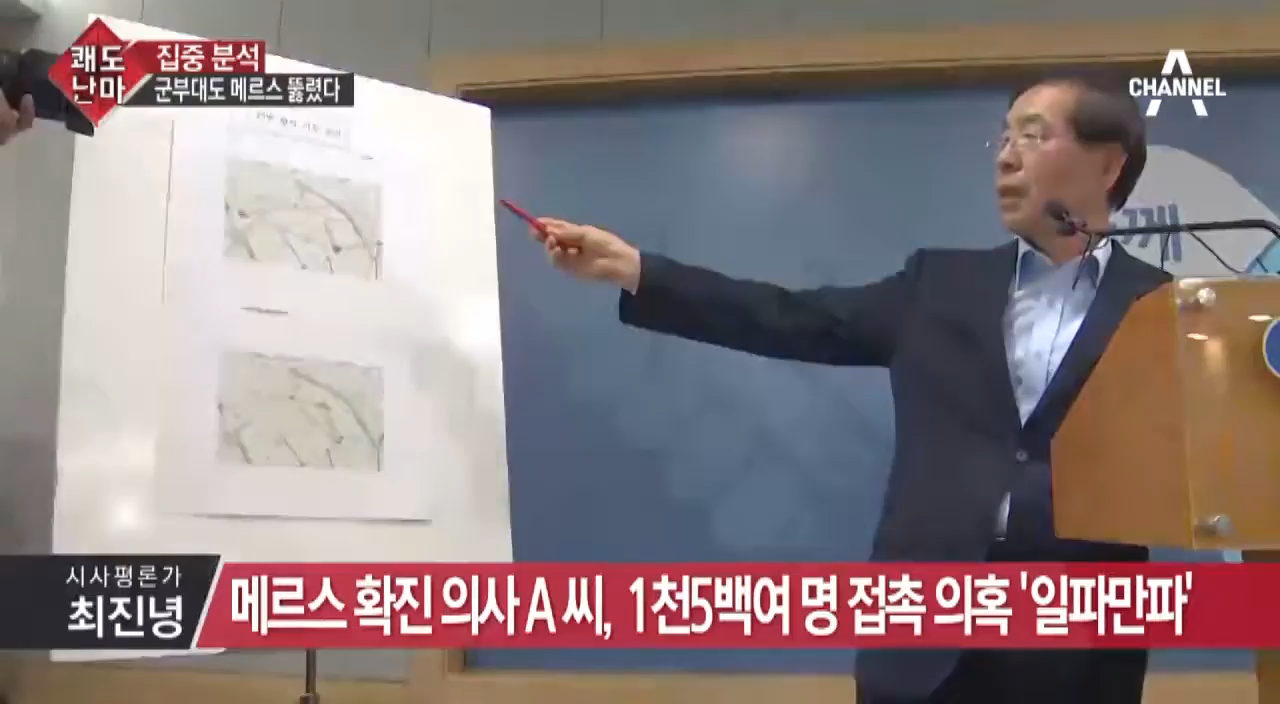 쾌도
난마
집중 분석
군부대도 메르스 뚫렸다
CHANNEL A
께
시사평론가
최진녕
메르스 확진 의사 A 씨, 1천5백여 명 접촉 의혹 '일파만파'